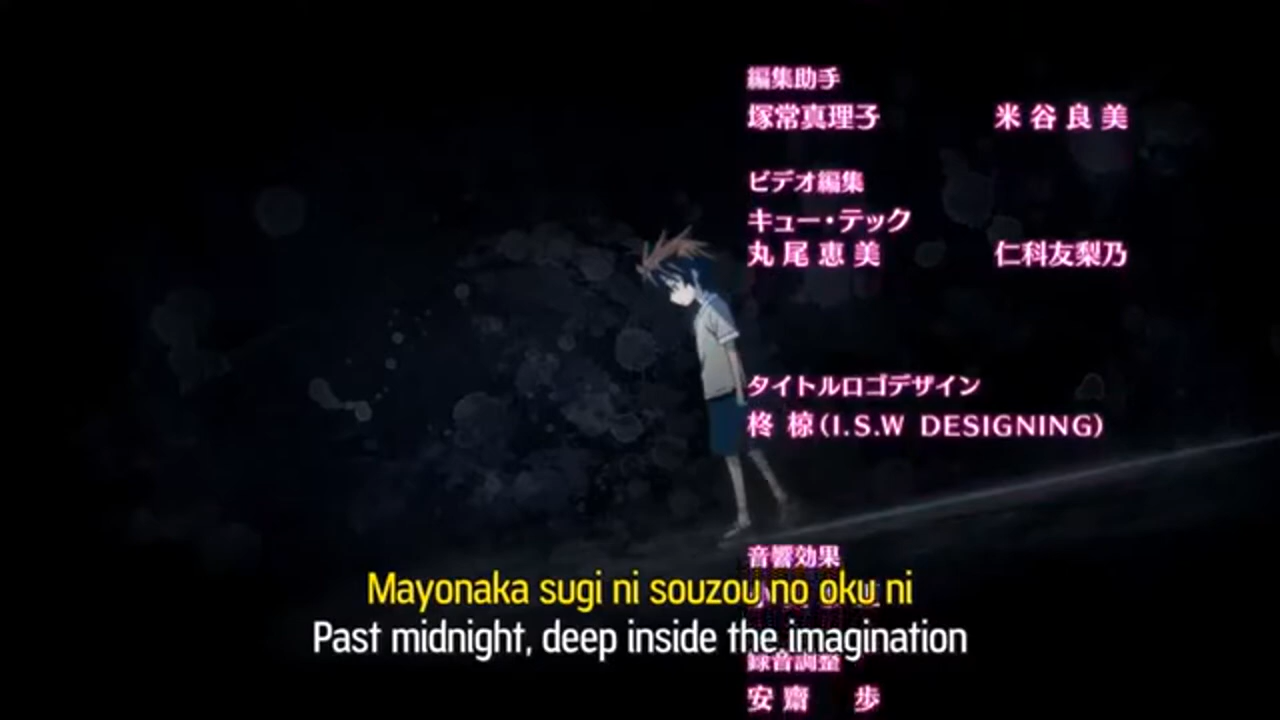 編集助手
塚常真理子 米谷良美
ビデオ編集
キュー・テック
丸尾恵美 仁科友梨乃
タイトルロゴデザイン
柊 椋(I.S.W DESIGNING)
音響効果
Mayonaka sugi ni souzou no oku ni
Past midnight, deep inside the imagination
録音調整
安齋 歩